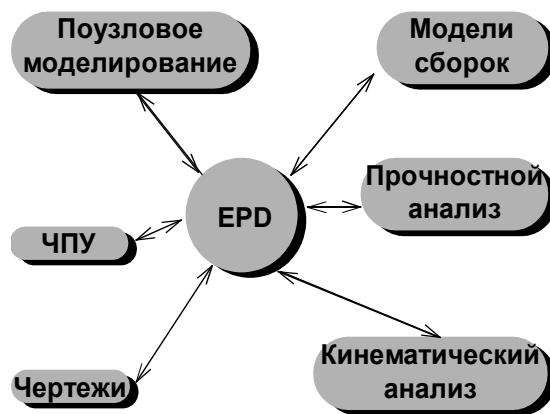 Поузловое
моделирование
Модели
сборок
EPD
Прочностной
анализ
ЧПУ
Чертежи
Кинематический
анализ